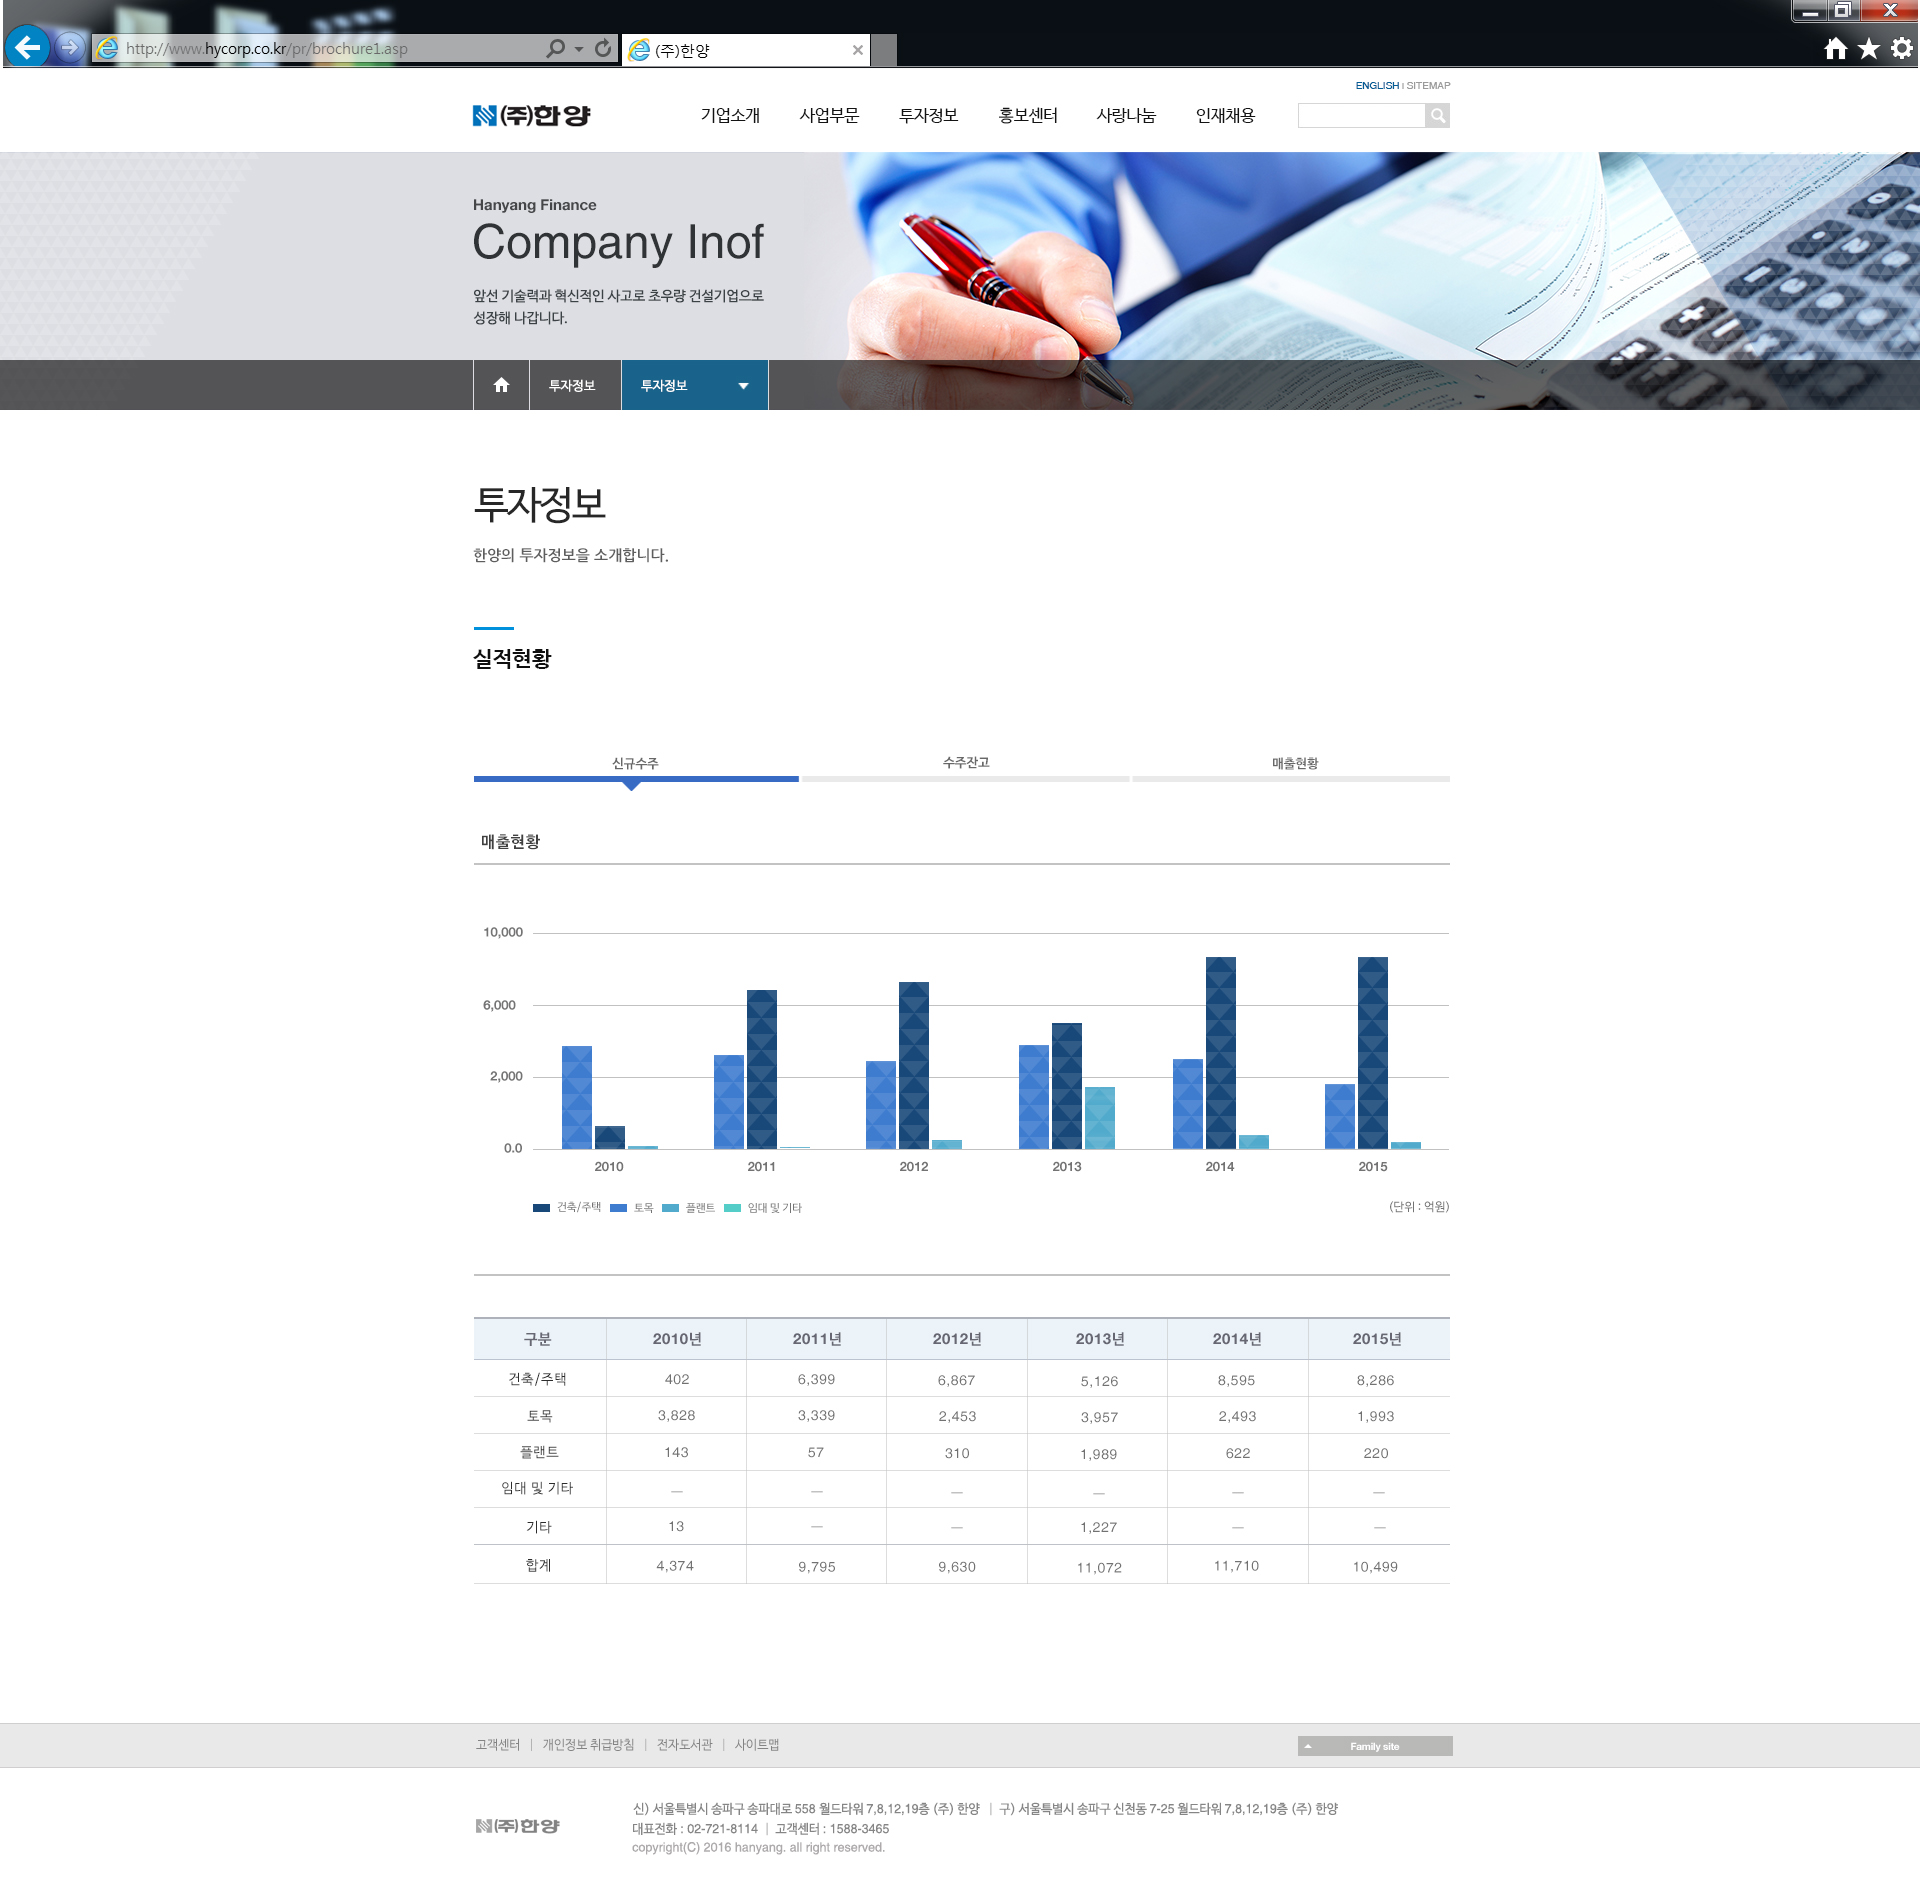 http://www.hycorp.co.kr/pr/brochure1.asp
(주)한양
ENGLISH | SITEMAP
(주)한양
기업소개 사업부문 투자정보 홍보센터 사랑나눔 인재채용
Hanyang Finance
Company Inof
앞선 기술력과 혁신적인 사고로 초우량 건설기업으로
성장해 나갑니다.
투자정보 투자정보
투자정보
한양의 투자정보을 소개합니다.
실적현황
신규수주 수주잔고 매출현황
매출현황
10,000
6,000
2,000
0.0
2010 2011 2012 2013 2014 2015
건축/주택 토목 플랜트 임대 및 기타 (단위 : 억원)
구분 2010년 2011년 2012년 2013년 2014년 2015년
건축/주택 402 6,399 6,867 5,126 8,595 8,286
토목 3,828 3,339 2,453 3,957 2,493 1,993
플랜트 143 57 310 1,989 622 220
임대 및 기타 — — — — — —
기타 13 — — 1,227 — —
합계 4,374 9,795 9,630 11,072 11,710 10,499
고객센터 | 개인정보 취급방침 | 전자도서관 | 사이트맵 Family site
(주)한양
신) 서울특별시 송파구 송파대로 558 월드타워 7,8,12,19층 (주) 한양 | 구) 서울특별시 송파구 신천동 7-25 월드타워 7,8,12,19층 (주) 한양
대표전화 : 02-721-8114 | 고객센터 : 1588-3465
copyright(C) 2016 hanyang. all right reserved.